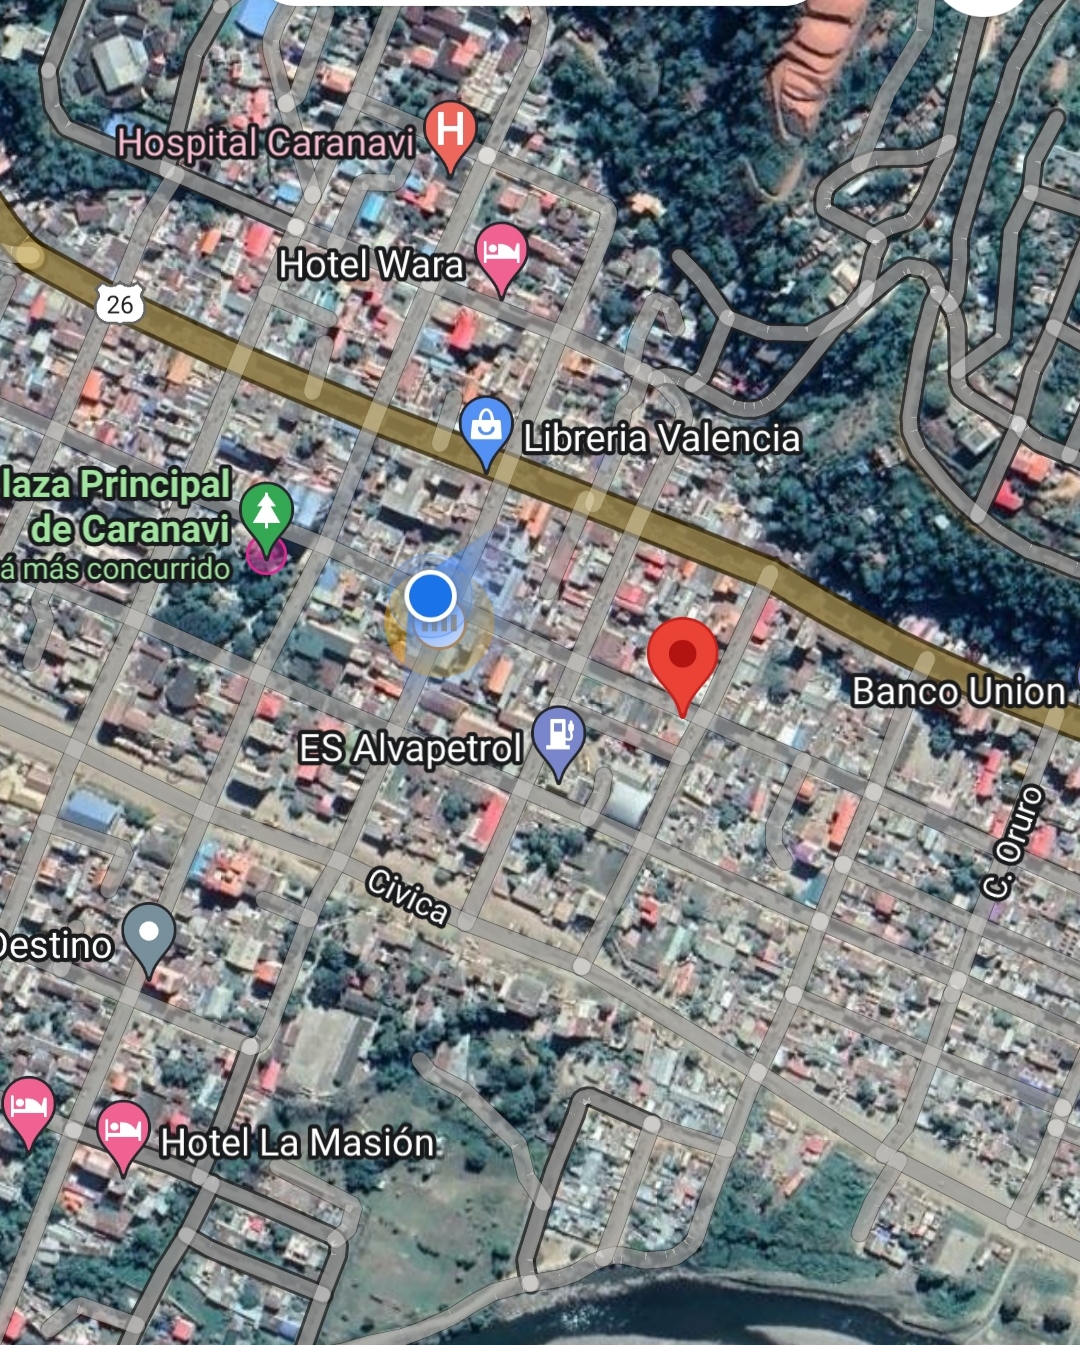 Hospital Caranavi
H
Hotel Wara
26
Libreria Valencia
laza Principal
de Caranavi
á más concurrido
Banco Union
ES Alvapetrol
C. Oruro
Civica
Destino
Hotel La Masión